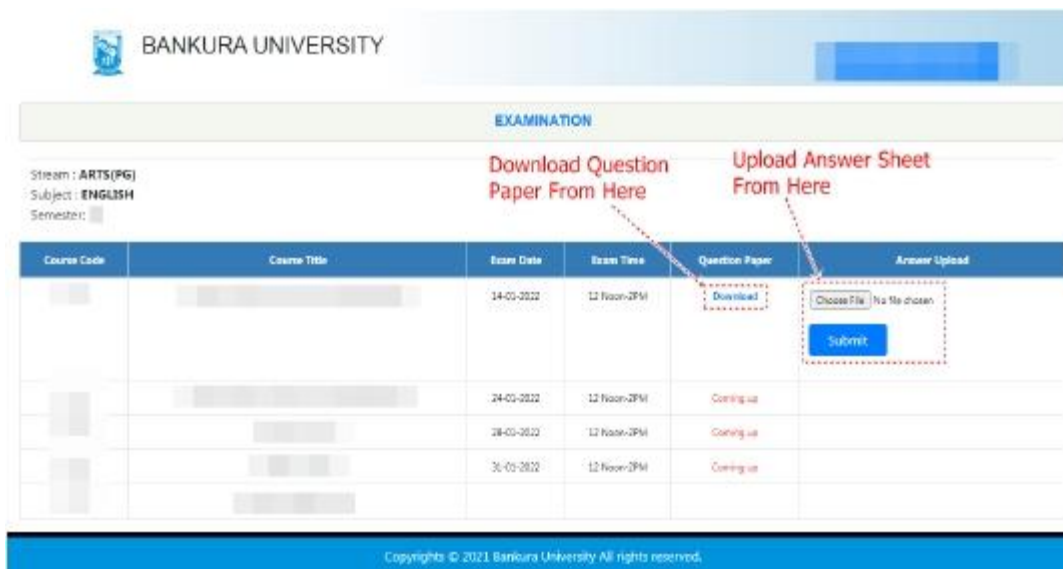 BANKURA UNIVERSITY
EXAMINATION
Stream : ARTS(PG)
Subject : ENGLISH
Semester:
Download Question
Paper From Here
Upload Answer Sheet
From Here
Course Code Course Title Exam Date Exam Time Question Paper Answer Upload
14-01-2022 12 Noon-2PM Download Choose File No file chosen
Submit
24-01-2022 12 Noon-2PM Coming up
28-01-2022 12 Noon-2PM Coming up
31-01-2022 12 Noon-2PM Coming up
Copyrights © 2021 Bankura University All rights reserved.